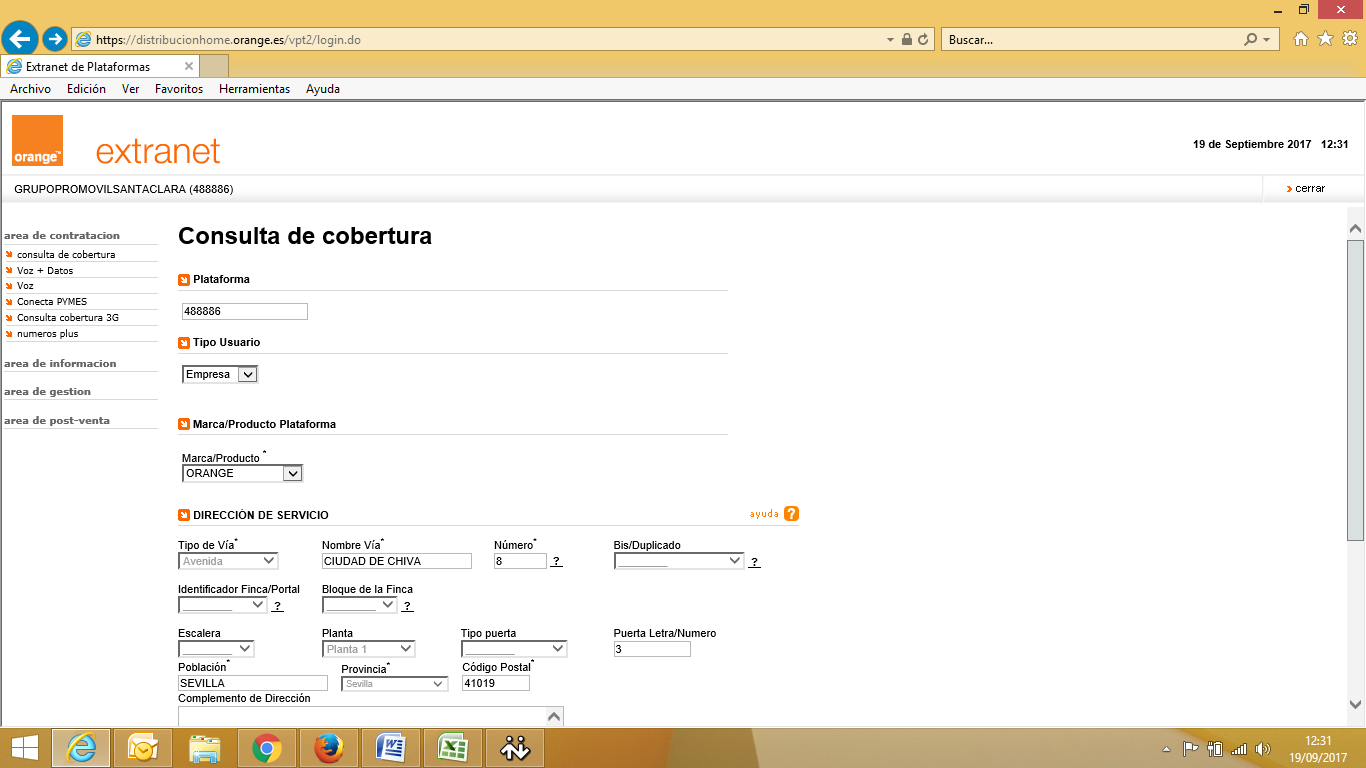 https://distribucionhome.orange.es/vpt2/login.do
Buscar...
Extranet de Plataformas
Archivo Edición Ver Favoritos Herramientas Ayuda
orange™
extranet
19 de Septiembre 2017 12:31
GRUPOPROMOVILSANTACLARA (488886)
cerrar
area de contratacion
consulta de cobertura
Voz + Datos
Voz
Conecta PYMES
Consulta cobertura 3G
numeros plus
area de informacion
area de gestion
area de post-venta
Consulta de cobertura
Plataforma
488886
Tipo Usuario
Empresa
Marca/Producto Plataforma
Marca/Producto *
ORANGE
DIRECCIÓN DE SERVICIO
ayuda ?
Tipo de Vía* Nombre Vía* Número* Bis/Duplicado
Avenida CIUDAD DE CHIVA 8 ? ________ ?
Identificador Finca/Portal Bloque de la Finca
________ ? ________ ?
Escalera Planta Tipo puerta Puerta Letra/Numero
________ Planta 1 ________ 3
Población* Provincia* Código Postal*
SEVILLA Sevilla 41019
Complemento de Dirección
12:31
19/09/2017